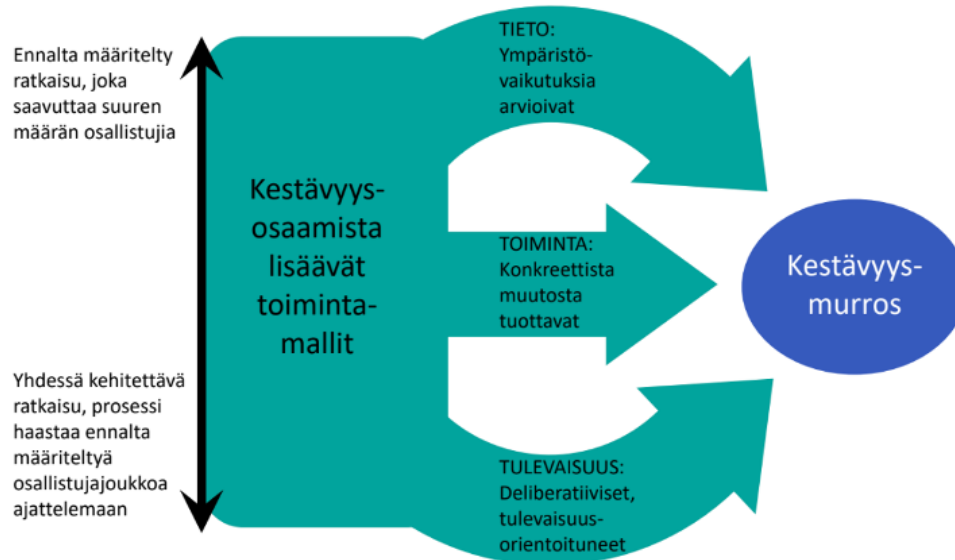 Ennalta määritelty
ratkaisu, joka
saavuttaa suuren
määrän osallistujia
Yhdessä kehitettävä
ratkaisu, prosessi
haastaa ennalta
määriteltyä
osallistujajoukkoa
ajattelemaan
Kestävyys-
osaamista
lisäävät
toiminta-
mallit
TIETO:
Ympäristö-
vaikutuksia
arvioivat
TOIMINTA:
Konkreettista
muutosta
tuottavat
TULEVAISUUS:
Deliberatiiviset,
tulevaisuus-
orientoituneet
Kestävyys-
murros